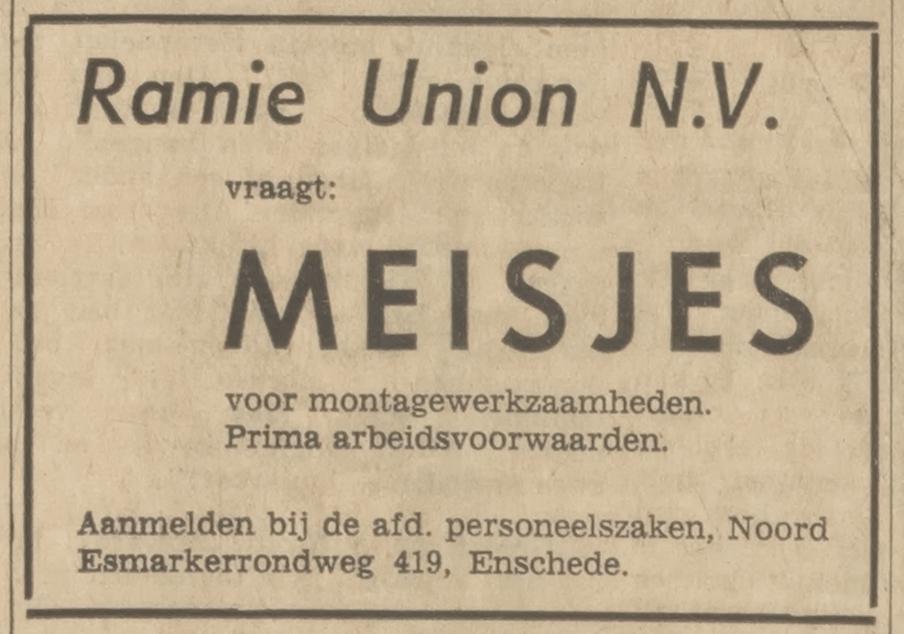 Ramie Union N.V.
vraagt:
MEISJES
voor montagewerkzaamheden.
Prima arbeidsvoorwaarden.
Aanmelden bij de afd. personeelszaken, Noord
Esmarkerrondweg 419, Enschede.